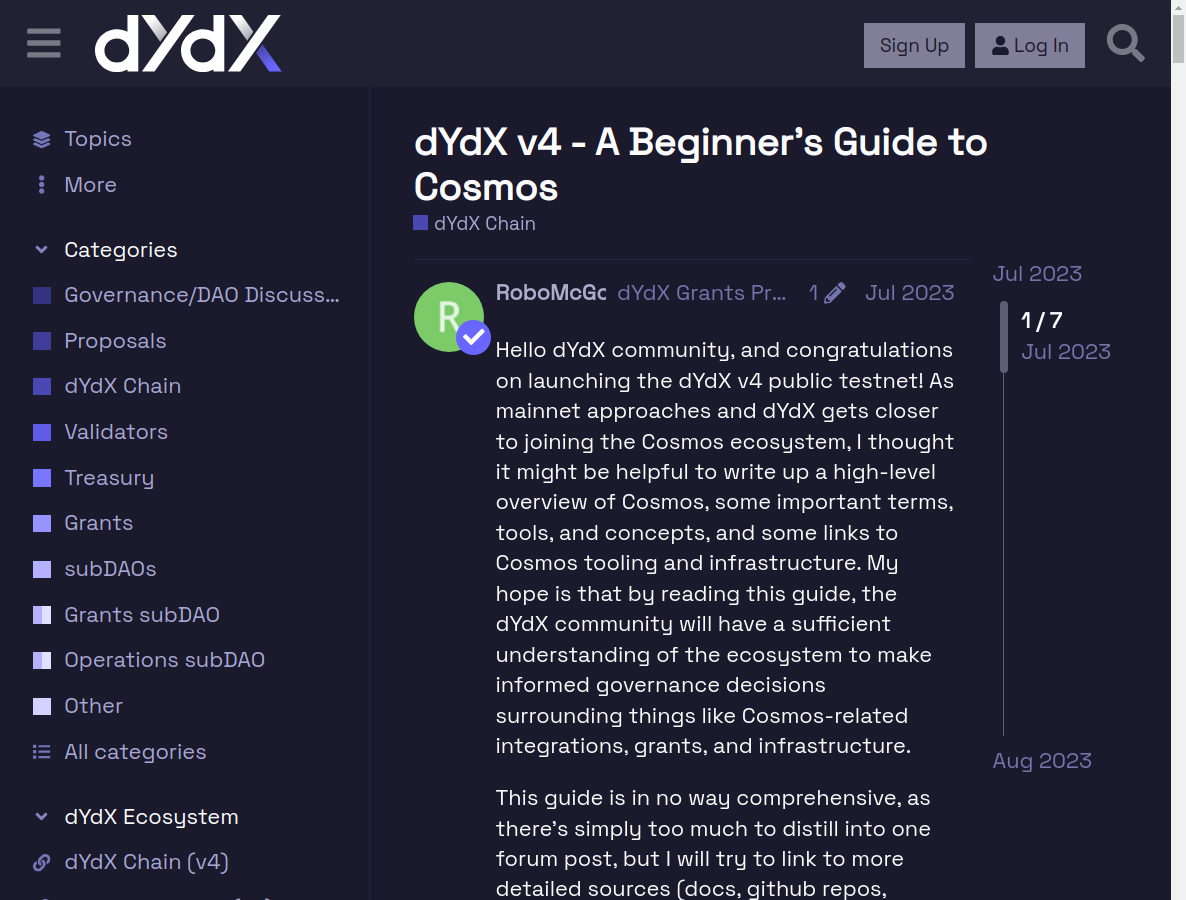 dYdX
Sign Up
Log In
Topics
More
Categories
Governance/DAO Discuss...
Proposals
dYdX Chain
Validators
Treasury
Grants
subDAOs
Grants subDAO
Operations subDAO
Other
All categories
dYdX Ecosystem
dYdX Chain (v4)
dYdX v4 - A Beginner's Guide to
Cosmos
dYdX Chain
R
RoboMcGo dYdX Grants Pr... 1 Jul 2023
Hello dYdX community, and congratulations
on launching the dYdX v4 public testnet! As
mainnet approaches and dYdX gets closer
to joining the Cosmos ecosystem, I thought
it might be helpful to write up a high-level
overview of Cosmos, some important terms,
tools, and concepts, and some links to
Cosmos tooling and infrastructure. My
hope is that by reading this guide, the
dYdX community will have a sufficient
understanding of the ecosystem to make
informed governance decisions
surrounding things like Cosmos-related
integrations, grants, and infrastructure.
This guide is in no way comprehensive, as
there's simply too much to distill into one
forum post, but I will try to link to more
detailed sources (docs, github repos,
Jul 2023
1 / 7
Jul 2023
Aug 2023